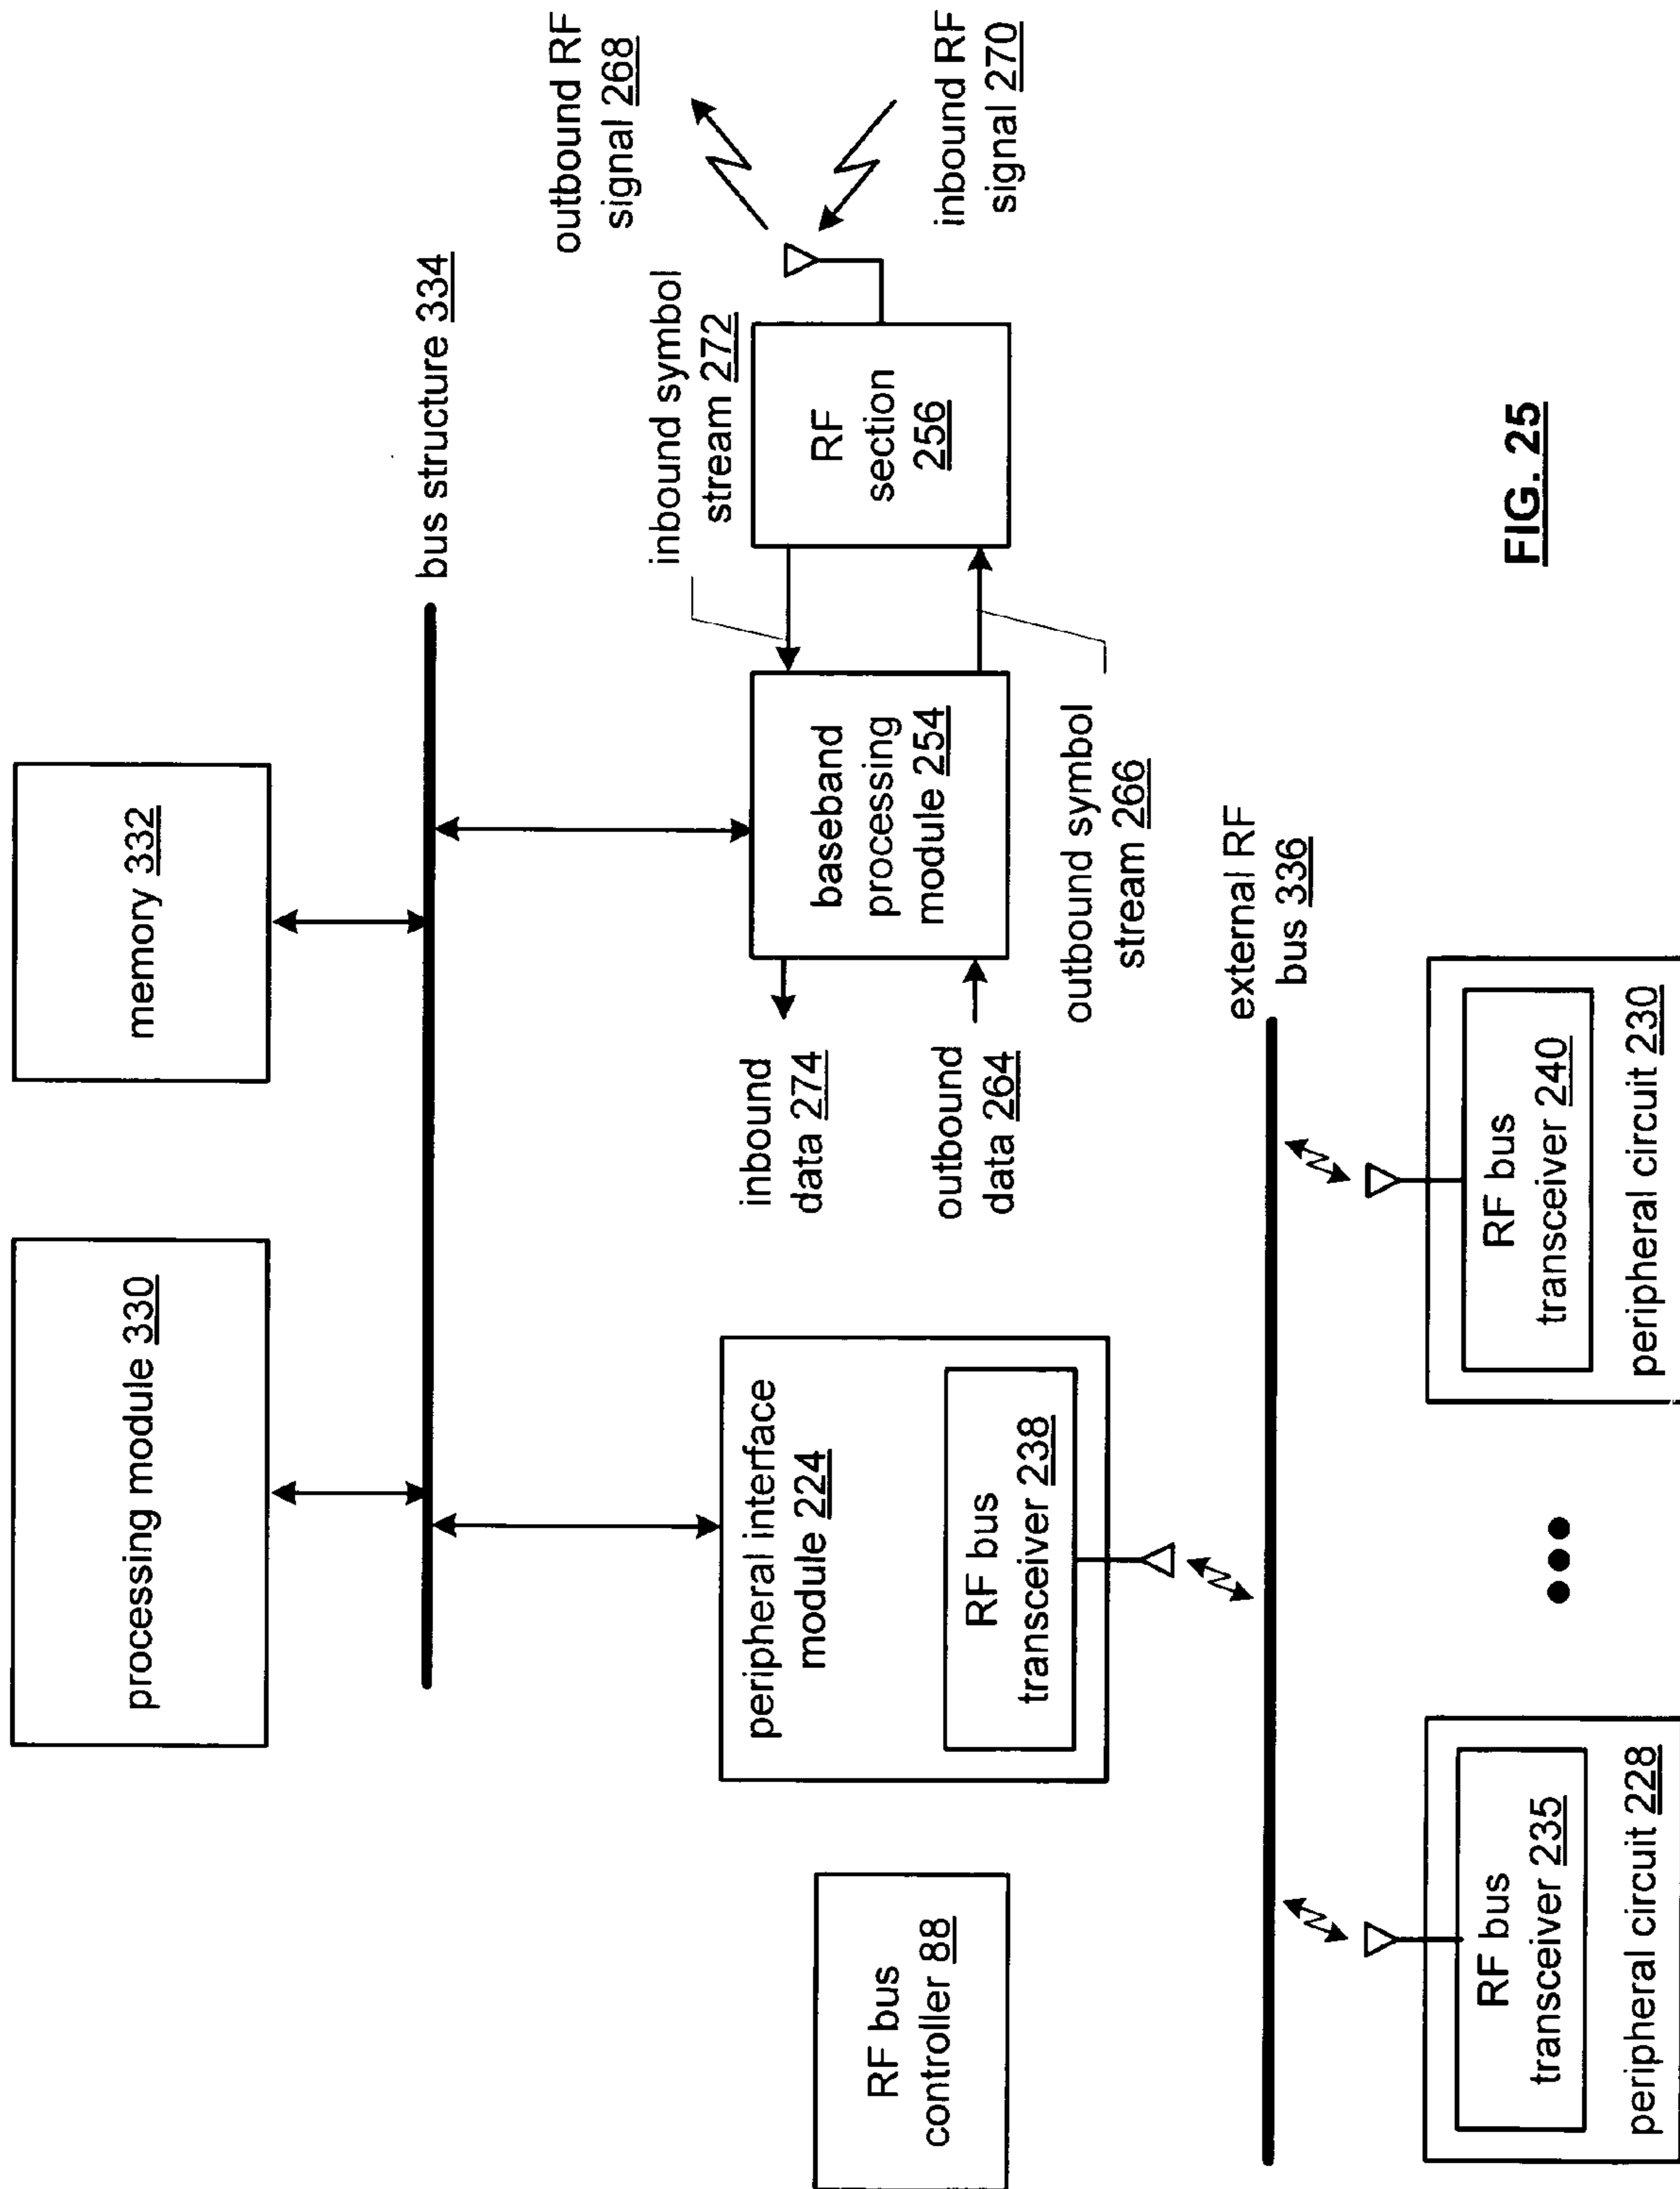 processing module 330
memory 332
bus structure 334
RF bus
controller 88
peripheral interface
module 224
RF bus
transceiver 238
inbound
data 274
outbound
data 264
baseband
processing
module 254
inbound symbol
stream 272
outbound symbol
stream 266
RF
section
256
outbound RF
signal 268
inbound RF
signal 270
external RF
bus 336
RF bus
transceiver 235
peripheral circuit 228
RF bus
transceiver 240
peripheral circuit 230
FIG. 25